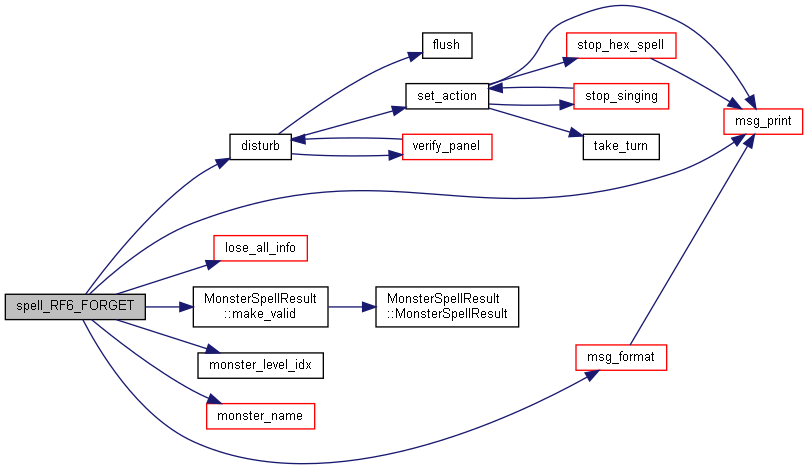 flush
stop_hex_spell
set_action
stop_singing
msg_print
disturb
verify_panel
take_turn
lose_all_info
spell_RF6_FORGET
MonsterSpellResult
::make_valid
MonsterSpellResult
::MonsterSpellResult
monster_level_idx
msg_format
monster_name